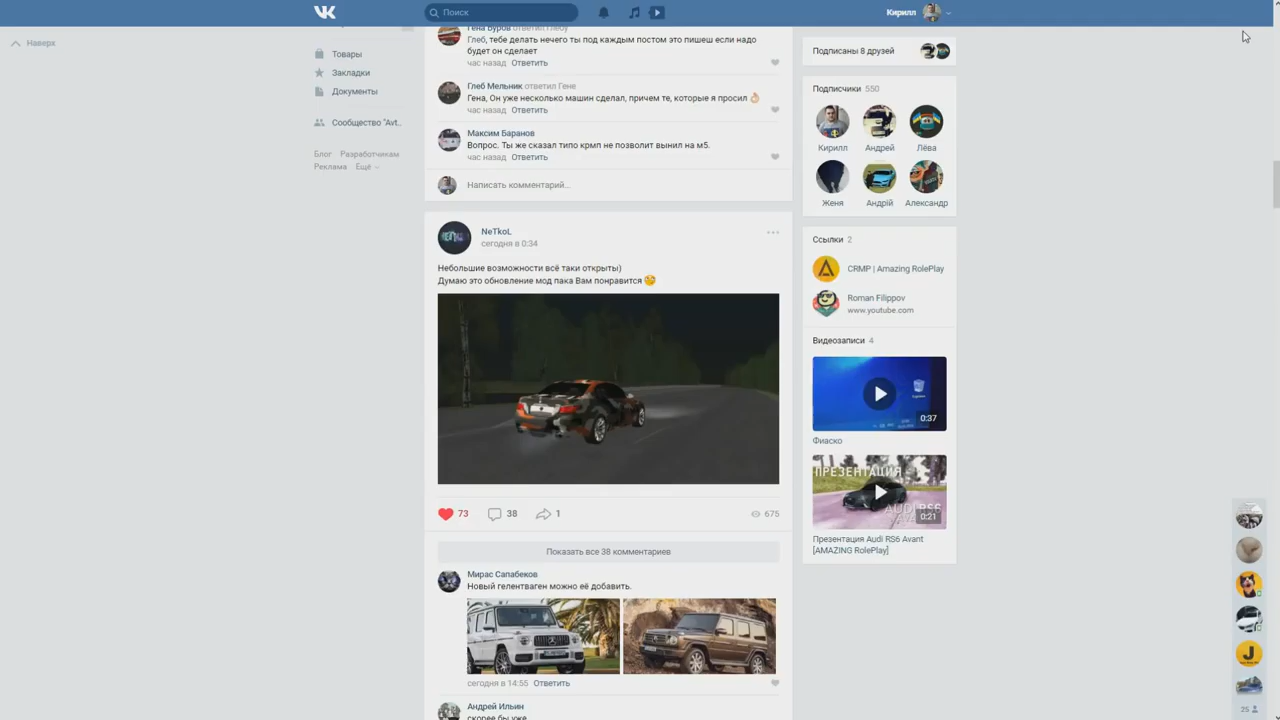 Поиск
Кирилл
Наверх
Товары
Закладки
Документы
Сообщество "Avt..
Блог Разработчикам
Реклама Ещё
Гена Буров ответил Глебу
Глеб, тебе делать нечего ты под каждым постом это пишеш если надо
будет он сделает
час назад Ответить
Глеб Мельник ответил Гене
Гена, Он уже несколько машин сделал, причем те, которые я просил 👌
час назад Ответить
Максим Баранов
Вопрос. Ты же сказал типо крмп не позволит вынил на м5.
час назад Ответить
Написать комментарий...
NeTkoL
сегодня в 0:34
Небольшие возможности всё таки открыты)
Думаю это обновление мод пака Вам понравится
73 38 1 675
Показать все 38 комментариев
Мирас Сапабеков
Новый гелентваген можно её добавить.
сегодня в 14:55 Ответить
Андрей Ильин
скорее бы уже
Подписаны 8 друзей
Подписчики 550
Кирилл Андрей Лёва
Женя Андрій Александр
Ссылки 2
CRMP | Amazing RolePlay
Roman Filippov
www.youtube.com
Видеозаписи 4
0:37
Фиаско
ПРЕЗЕНТАЦИЯ
AUDI RS6
0:21
Презентация Audi RS6 Avant
[AMAZING RolePlay]
J
25